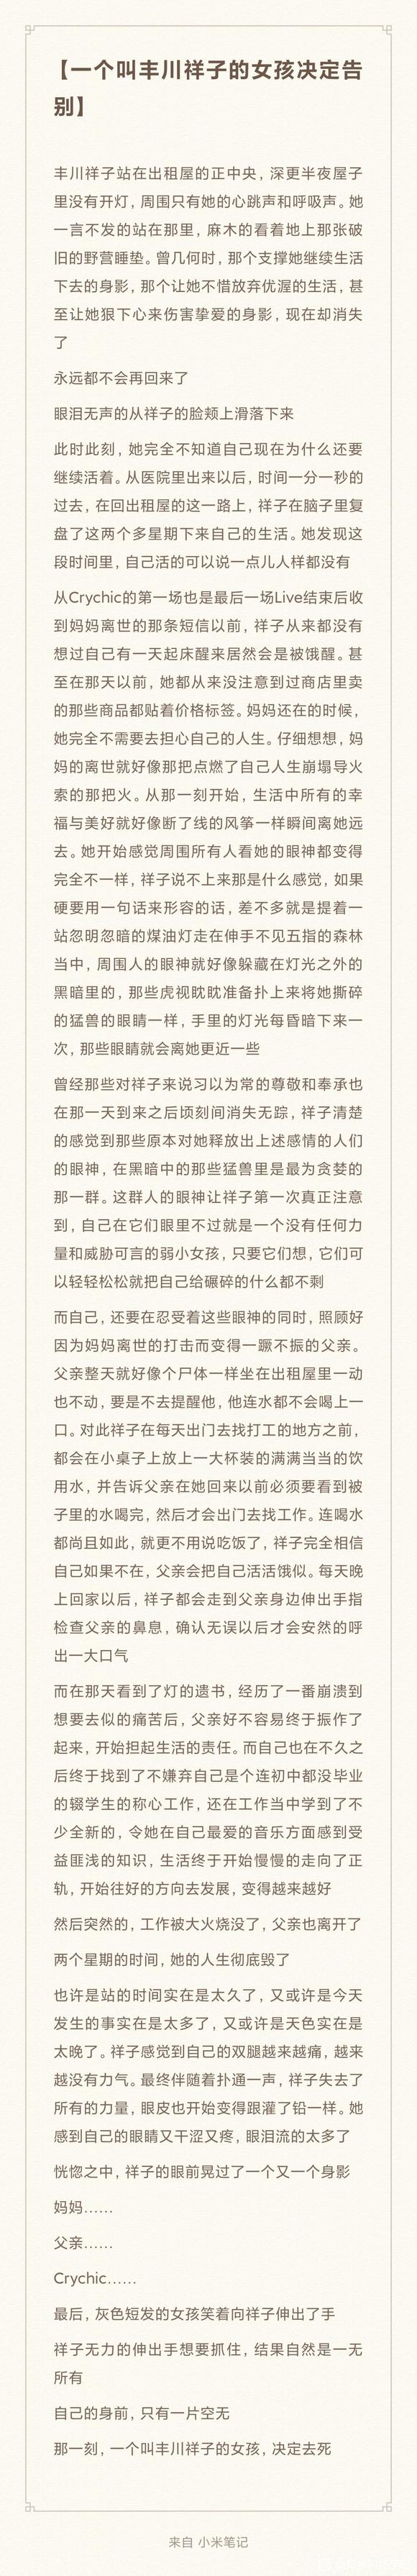 【一个叫丰川祥子的女孩决定告
别】
丰川祥子站在出租屋的正中央，深更半夜屋子
里没有开灯，周围只有她的心跳声和呼吸声。她
一言不发的站在那里，麻木的看着地上那张破
旧的野营睡垫。曾几何时，那个支撑她继续生活
下去的身影，那个让她不惜放弃优渥的生活，甚
至让她狠下心来伤害挚爱的身影，现在却消失
了
永远都不会再回来了
眼泪无声的从祥子的脸颊上滑落下来
此时此刻，她完全不知道自己现在为什么还要
继续活着。从医院里出来以后，时间一分一秒的
过去，在回出租屋的这一路上，祥子在脑子里复
盘了这两个多星期下来自己的生活。她发现这
段时间里，自己活的可以说一点儿人样都没有
从Crychic的第一场也是最后一场Live结束后收
到妈妈离世的那条短信以前，祥子从来都没有
想过自己有一天起床醒来居然会是被饿醒。甚
至在那天以前，她都从来没注意到过商店里卖
的那些商品都贴着价格标签。妈妈还在的时候，
她完全不需要去担心自己的人生。仔细想想，妈
妈的离世就好像那把点燃了自己人生崩塌导火
索的那把火。从那一刻开始，生活中所有的幸
福与美好就好像断了线的风筝一样瞬间离她远
去。她开始感觉周围所有人看她的眼神都变得
完全不一样，祥子说不上来那是什么感觉，如果
硬要用一句话来形容的话，差不多就是提着一
站忽明忽暗的煤油灯走在伸手不见五指的森林
当中，周围人的眼神就好像躲藏在灯光之外的
黑暗里的，那些虎视眈眈准备扑上来将她撕碎
的猛兽的眼睛一样，手里的灯光每昏暗下来一
次，那些眼睛就会离她更近一些
曾经那些对祥子来说习以为常的尊敬和奉承也
在那一天到来之后顷刻间消失无踪，祥子清楚
的感觉到那些原本对她释放出上述感情的人们
的眼神，在黑暗中的那些猛兽里是最为贪婪的
那一群。这群人的眼神让祥子第一次真正注意
到，自己在它们眼里不过就是一个没有任何力
量和威胁可言的弱小女孩，只要它们想，它们可
以轻轻松松就把自己给碾碎的什么都不剩
而自己，还要在忍受着这些眼神的同时，照顾好
因为妈妈离世的打击而变得一蹶不振的父亲。
父亲整天就好像个尸体一样坐在出租屋里一动
也不动，要是不去提醒他，他连水都不会喝上一
口。对此祥子在每天出门去找打工的地方之前，
都会在小桌子上放上一大杯装的满满当当的饮
用水，并告诉父亲在她回来以前必须要看到被
子里的水喝完，然后才会出门去找工作。连喝水
都尚且如此，就更不用说吃饭了，祥子完全相信
自己如果不在，父亲会把自己活活饿似。每天晚
上回家以后，祥子都会走到父亲身边伸出手指
检查父亲的鼻息，确认无误以后才会安然的呼
出一大口气
而在那天看到了灯的遗书，经历了一番崩溃到
想要去似的痛苦后，父亲好不容易终于振作了
起来，开始担起生活的责任。而自己也在不久之
后终于找到了不嫌弃自己是个连初中都没毕业
的辍学生的称心工作，还在工作当中学到了不
少全新的，令她在自己最爱的音乐方面感到受
益匪浅的知识，生活终于开始慢慢的走向了正
轨，开始往好的方向去发展，变得越来越好
然后突然的，工作被大火烧没了，父亲也离开了
两个星期的时间，她的人生彻底毁了
也许是站的时间实在是太久了，又或许是今天
发生的事实在是太多了，又或许是天色实在是
太晚了。祥子感觉到自己的双腿越来越痛，越来
越没有力气。最终伴随着扑通一声，祥子失去了
所有的力量，眼皮也开始变得跟灌了铅一样。她
感到自己的眼睛又干涩又疼，眼泪流的太多了
恍惚之中，祥子的眼前晃过了一个又一个身影
妈妈……
父亲……
Crychic……
最后，灰色短发的女孩笑着向祥子伸出了手
祥子无力的伸出手想要抓住，结果自然是一无
所有
自己的身前，只有一片空无
那一刻，一个叫丰川祥子的女孩，决定去死
来自 小米笔记